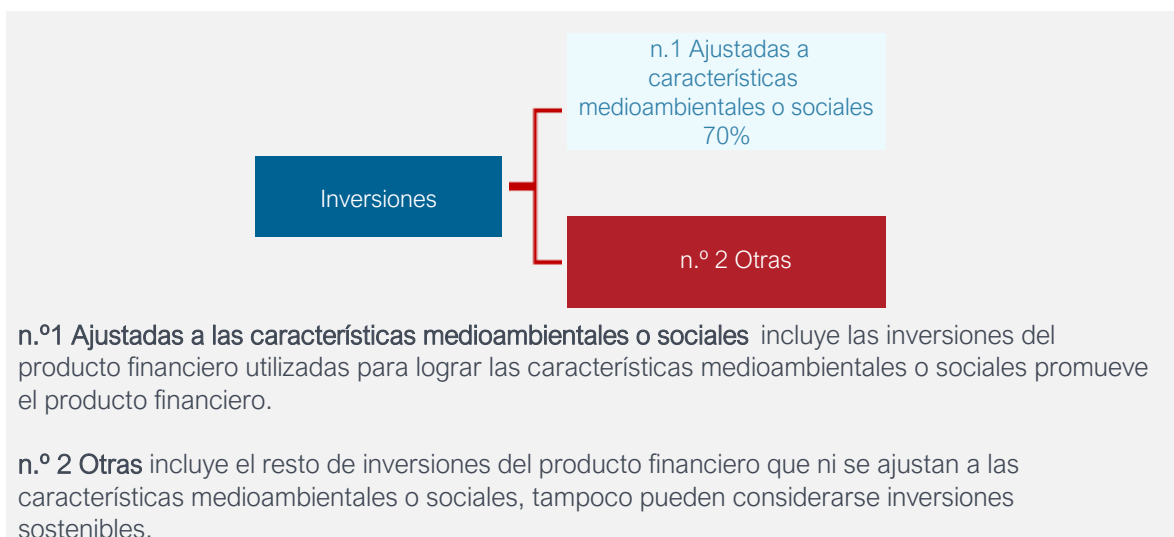 n.1 Ajustadas a
características
medioambientales o sociales
70%
Inversiones
n.º 2 Otras
n.º1 Ajustadas a las características medioambientales o sociales incluye las inversiones del
producto financiero utilizadas para lograr las características medioambientales o sociales promueve
el producto financiero.
n.º 2 Otras incluye el resto de inversiones del producto financiero que ni se ajustan a las
características medioambientales o sociales, tampoco pueden considerarse inversiones
sostenibles.